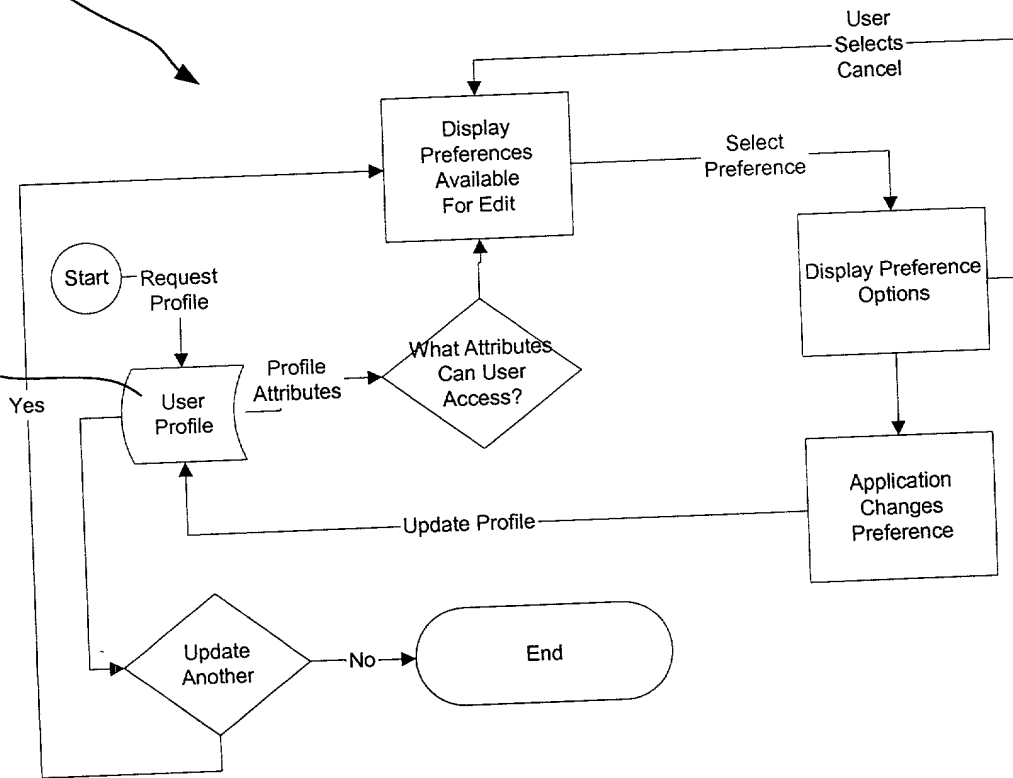 User
Selects
Cancel
Display
Preferences
Available
For Edit
Select
Preference
Start
Request
Profile
Display Preference
Options
What Attributes
Can User
Access?
Profile
Attributes
Yes
User
Profile
Application
Changes
Preference
Update Profile
Update
Another
No
End